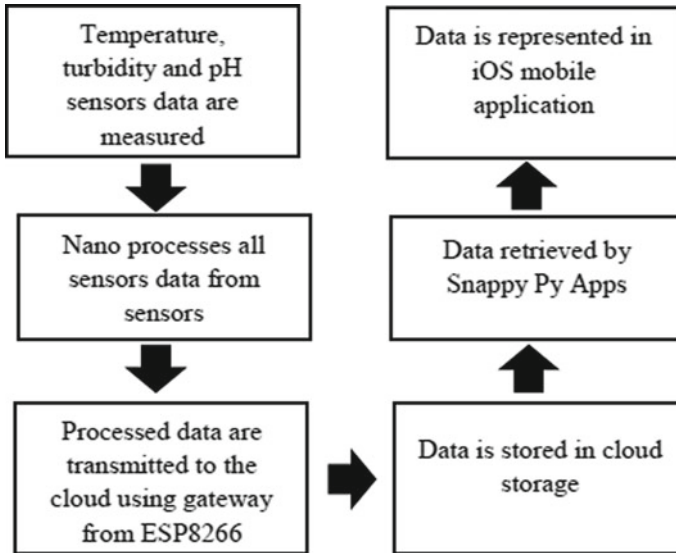 Temperature,
turbidity and pH
sensors data are
measured
Nano processes all
sensors data from
sensors
Processed data are
transmitted to the
cloud using gateway
from ESP8266
Data is stored in cloud
storage
Data retrieved by
Snappy Py Apps
Data is represented in
iOS mobile
application